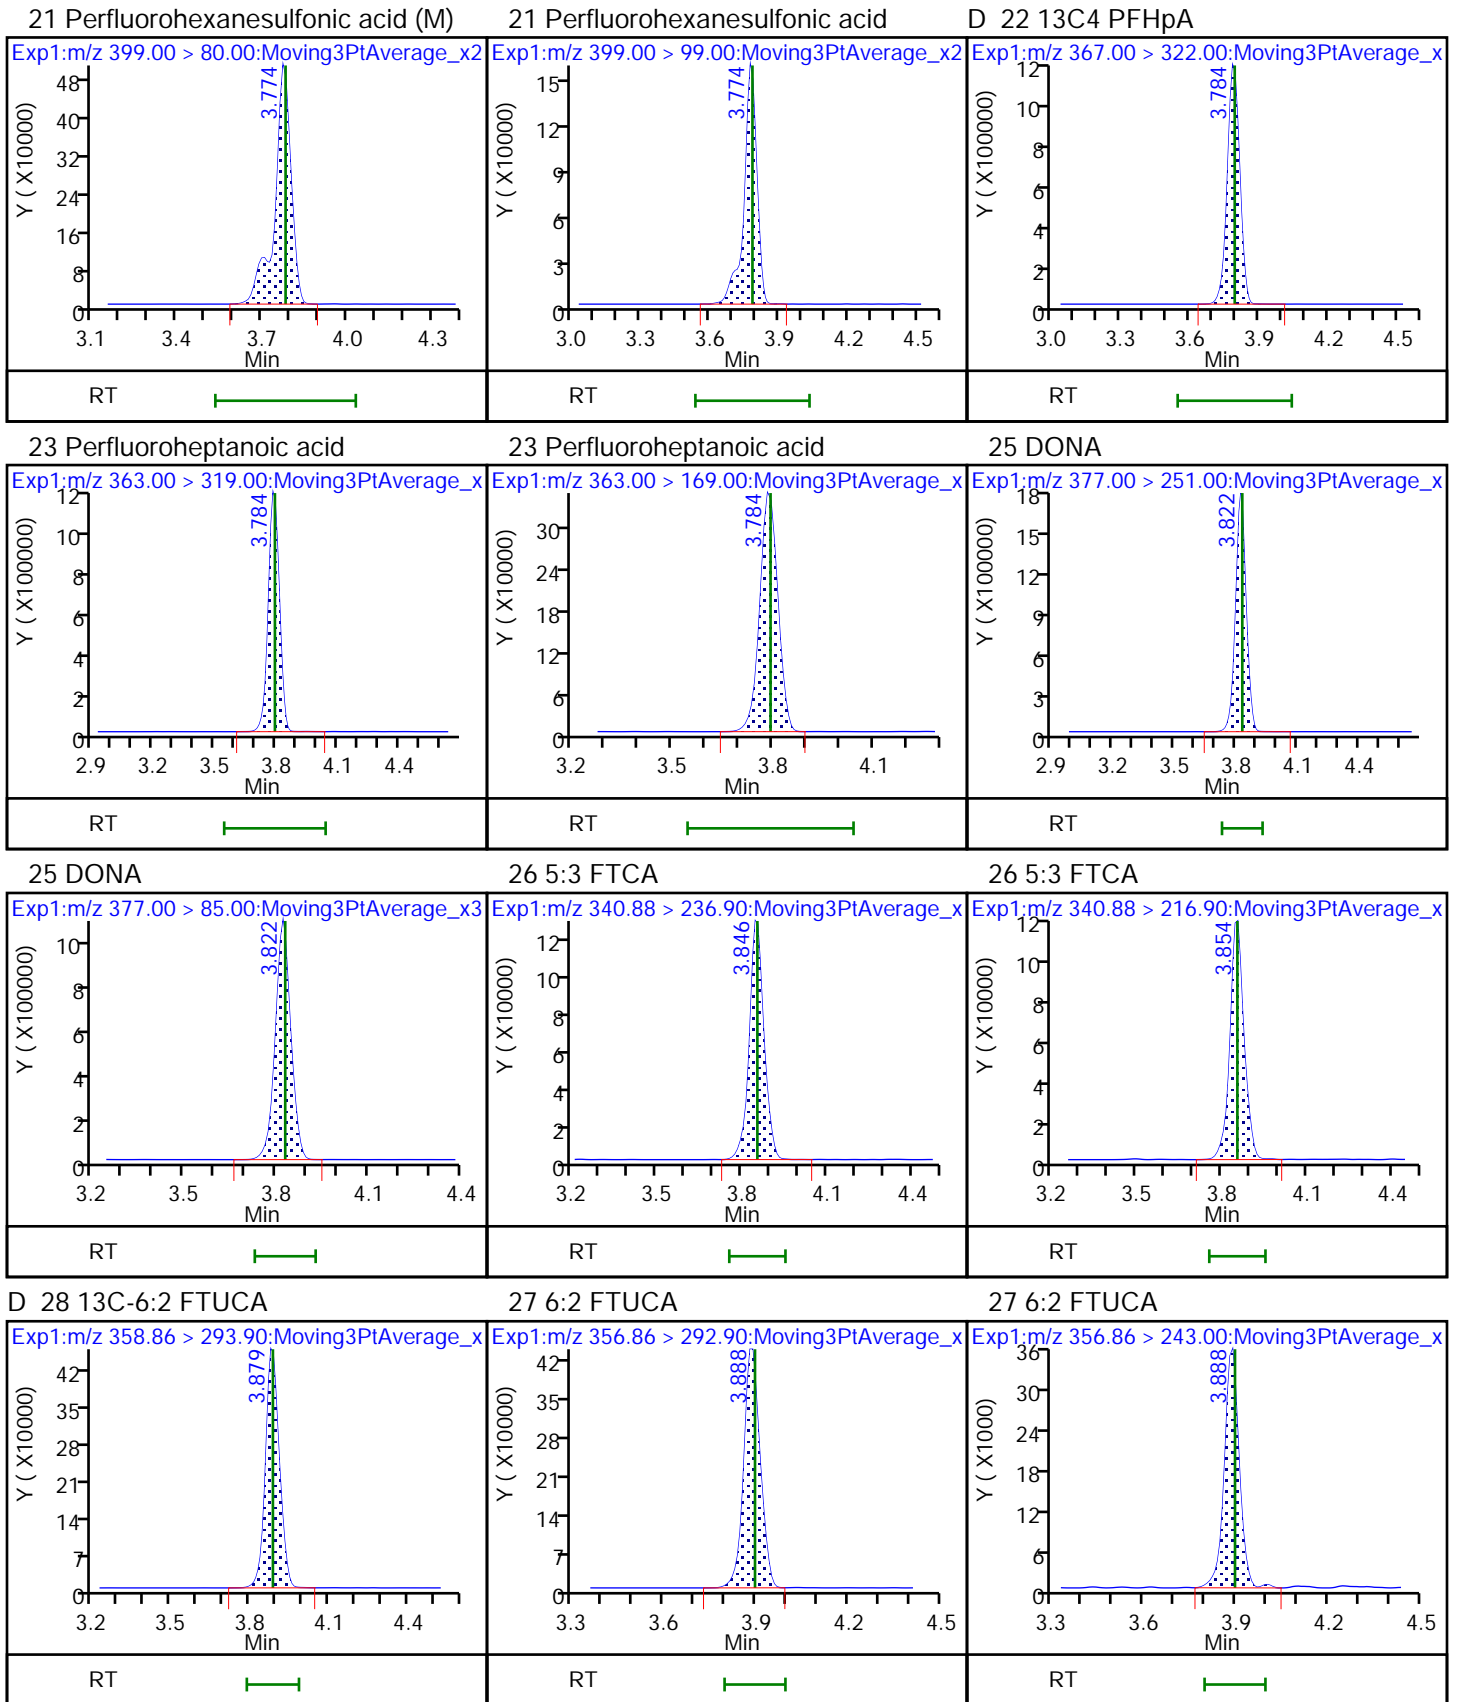 21 Perfluorohexanesulfonic acid (M)
Exp1:m/z 399.00 > 80.00:Moving3PtAverage_x2
Y ( X100000)
48
40
32
24
16
8
0
3.774
3.1 3.4 3.7 4.0 4.3
Min
RT
21 Perfluorohexanesulfonic acid
Exp1:m/z 399.00 > 99.00:Moving3PtAverage_x2
Y ( X100000)
15
12
9
6
3
0
3.774
3.0 3.3 3.6 3.9 4.2 4.5
Min
RT
D 22 13C4 PFHpA
Exp1:m/z 367.00 > 322.00:Moving3PtAverage_x
Y ( X100000)
12
10
8
6
4
2
0
3.784
3.0 3.3 3.6 3.9 4.2 4.5
Min
RT
23 Perfluoroheptanoic acid
Exp1:m/z 363.00 > 319.00:Moving3PtAverage_x
Y ( X100000)
12
10
8
6
4
2
0
3.784
2.9 3.2 3.5 3.8 4.1 4.4
Min
RT
23 Perfluoroheptanoic acid
Exp1:m/z 363.00 > 169.00:Moving3PtAverage_x
Y ( X10000)
30
24
18
12
6
0
3.784
3.2 3.5 3.8 4.1
Min
RT
25 DONA
Exp1:m/z 377.00 > 251.00:Moving3PtAverage_x
Y ( X100000)
18
15
12
9
6
3
0
3.822
2.9 3.2 3.5 3.8 4.1 4.4
Min
RT
25 DONA
Exp1:m/z 377.00 > 85.00:Moving3PtAverage_x3
Y ( X100000)
10
8
6
4
2
0
3.822
3.2 3.5 3.8 4.1 4.4
Min
RT
26 5:3 FTCA
Exp1:m/z 340.88 > 236.90:Moving3PtAverage_x
Y ( X10000)
12
10
8
6
4
2
0
3.846
3.2 3.5 3.8 4.1 4.4
Min
RT
26 5:3 FTCA
Exp1:m/z 340.88 > 216.90:Moving3PtAverage_x
Y ( X10000)
12
10
8
6
4
2
0
3.854
3.2 3.5 3.8 4.1 4.4
Min
RT
D 28 13C-6:2 FTUCA
Exp1:m/z 358.86 > 293.90:Moving3PtAverage_x
Y ( X10000)
42
35
28
21
14
7
0
3.879
3.2 3.5 3.8 4.1 4.4
Min
RT
27 6:2 FTUCA
Exp1:m/z 356.86 > 292.90:Moving3PtAverage_x
Y ( X10000)
42
35
28
21
14
7
0
3.888
3.3 3.6 3.9 4.2 4.5
Min
RT
27 6:2 FTUCA
Exp1:m/z 356.86 > 243.00:Moving3PtAverage_x
Y ( X1000)
36
30
24
18
12
6
0
3.888
3.3 3.6 3.9 4.2 4.5
Min
RT